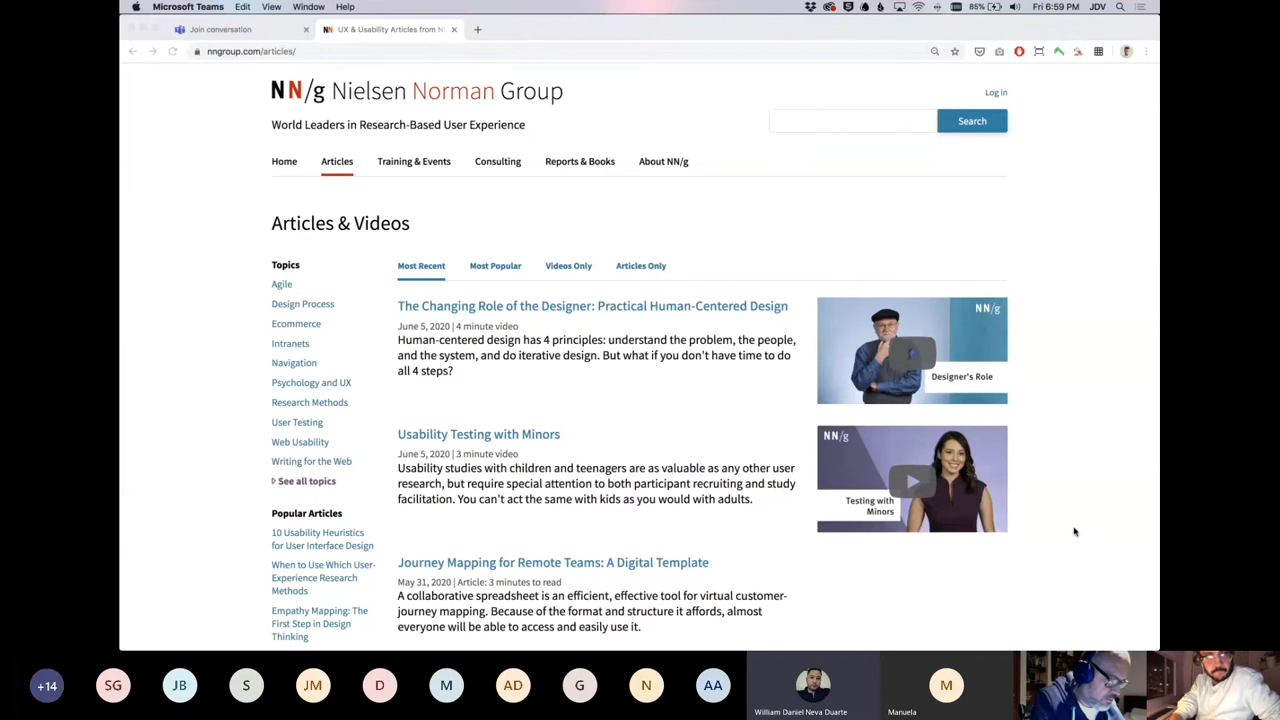 Microsoft Teams Edit View Window Help
85% Fri 6:59 PM JDV
Join conversation
UX & Usability Articles from N
nngroup.com/articles/
NN/g Nielsen Norman Group
Log in
World Leaders in Research-Based User Experience
Search
Home Articles Training & Events Consulting Reports & Books About NN/g
Articles & Videos
Topics
Agile
Design Process
Ecommerce
Intranets
Navigation
Psychology and UX
Research Methods
User Testing
Web Usability
Writing for the Web
See all topics
Popular Articles
10 Usability Heuristics
for User Interface Design
When to Use Which User-
Experience Research
Methods
Empathy Mapping: The
First Step in Design
Thinking
Most Recent Most Popular Videos Only Articles Only
The Changing Role of the Designer: Practical Human-Centered Design
June 5, 2020 | 4 minute video
Human-centered design has 4 principles: understand the problem, the people,
and the system, and do iterative design. But what if you don't have time to do
all 4 steps?
NN/g
Designer's Role
Usability Testing with Minors
June 5, 2020 | 3 minute video
Usability studies with children and teenagers are as valuable as any other user
research, but require special attention to both participant recruiting and study
facilitation. You can't act the same with kids as you would with adults.
NN/g
Testing with
Minors
Journey Mapping for Remote Teams: A Digital Template
May 31, 2020 | Article: 3 minutes to read
A collaborative spreadsheet is an efficient, effective tool for virtual customer-
journey mapping. Because of the format and structure it affords, almost
everyone will be able to access and easily use it.
+14 SG JB S JM D M AD G N AA M
William Daniel Neva Duarte
Manuela